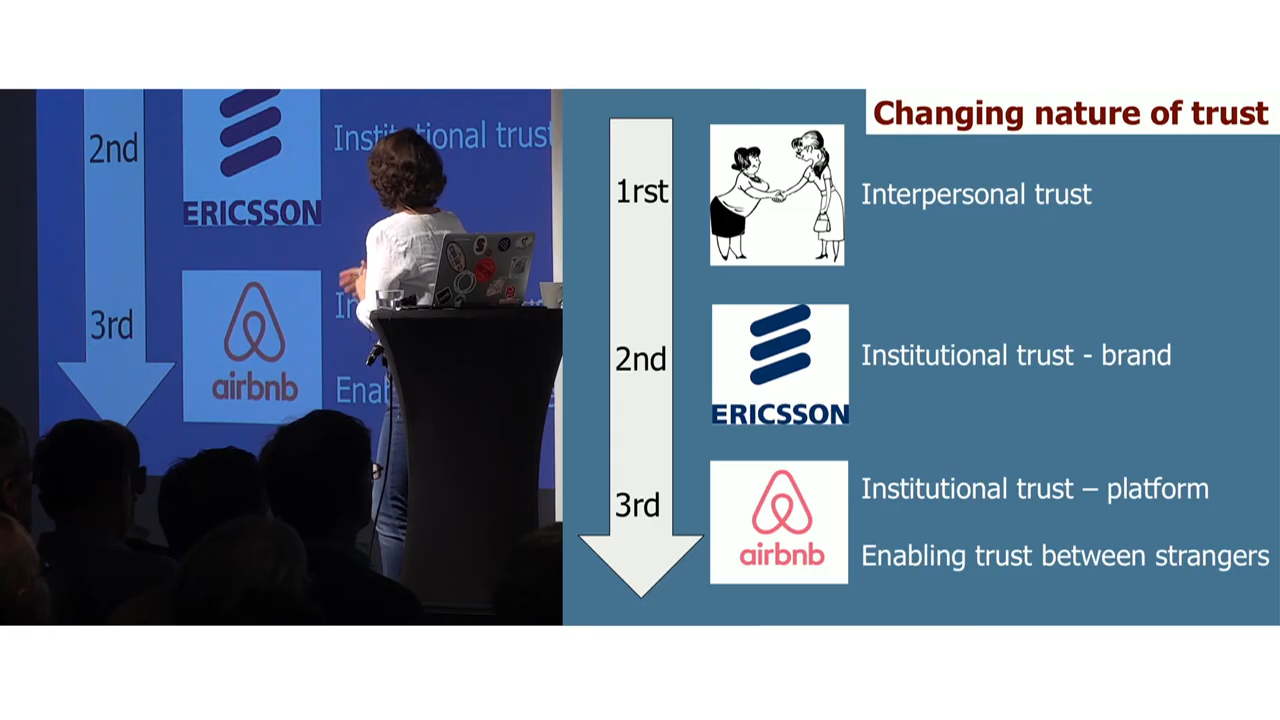 2nd
Institutional trust
ERICSSON
3rd
airbnb
Changing nature of trust
1rst
Interpersonal trust
2nd
Institutional trust - brand
ERICSSON
3rd
Institutional trust – platform
airbnb
Enabling trust between strangers